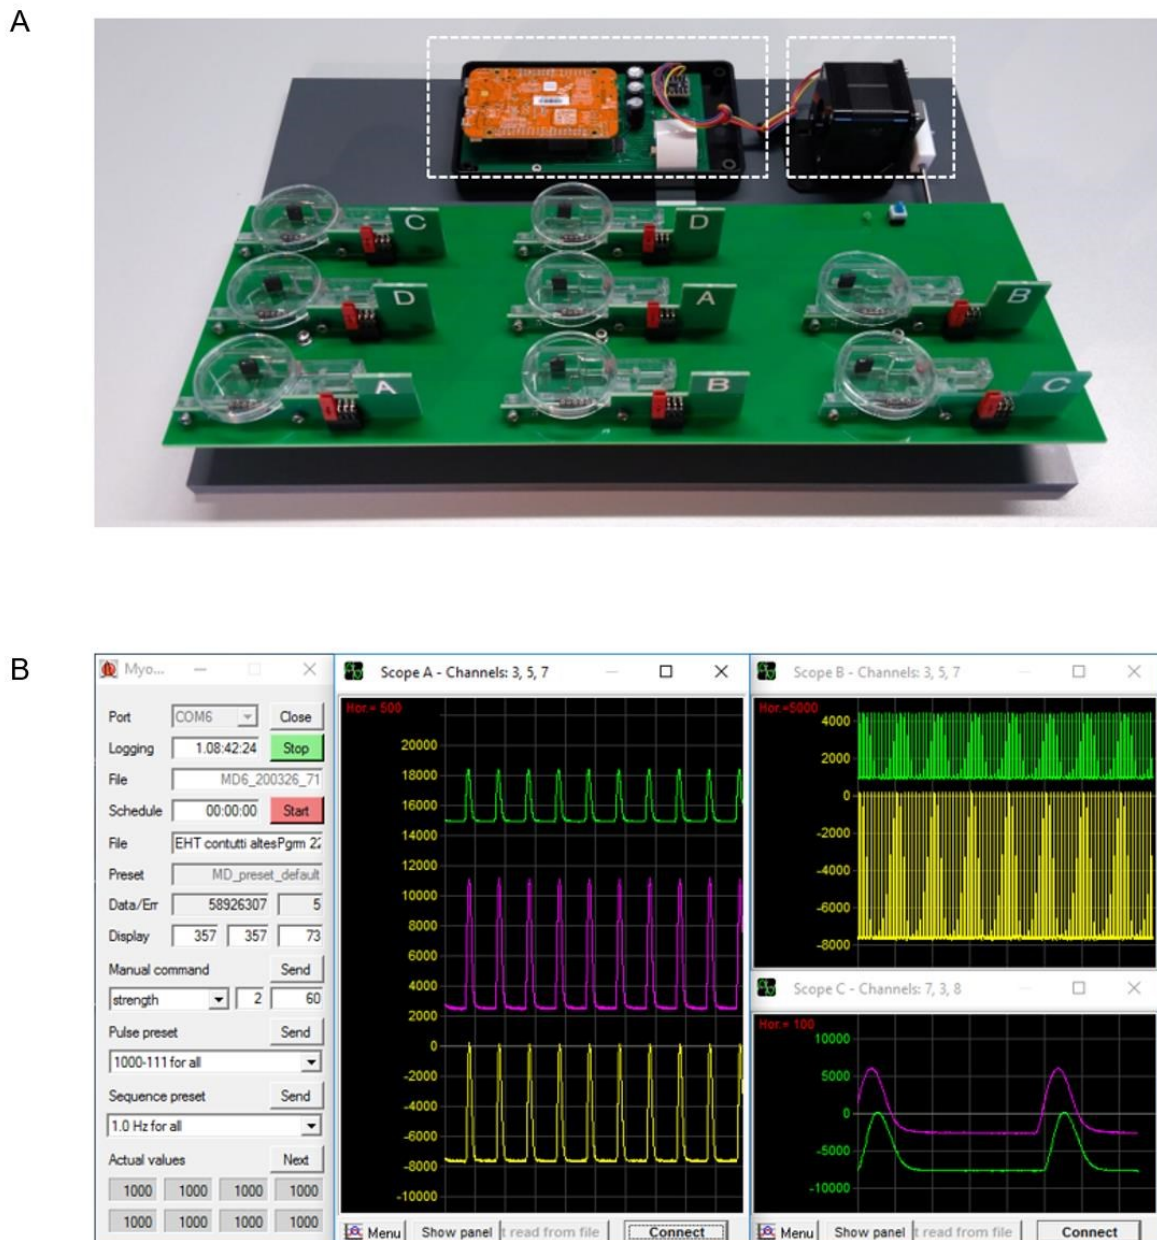 A
C
D
D
A
B
A
B
C
B
Myo...
Port COM6 Close
Logging 1.08:42:24 Stop
File MD6_200326_71
Schedule 00:00:00 Start
File EHT contutti altesPgrm 22
Preset MD_preset_default
Data/Err 58926307 5
Display 357 357 73
Manual command Send
strength 2 60
Pulse preset Send
1000-111 for all
Sequence preset Send
1.0 Hz for all
Actual values Next
1000 1000 1000 1000
1000 1000 1000 1000
Scope A - Channels: 3, 5, 7
Hor.= 500
20000
18000
16000
14000
12000
10000
8000
6000
4000
2000
0
-2000
-4000
-6000
-8000
-10000
Menu Show panel t read from file Connect
Scope B - Channels: 3, 5, 7
Hor.=5000
4000
2000
0
-2000
-4000
-6000
-8000
Scope C - Channels: 7, 3, 8
Hor.= 100
10000
5000
0
-5000
-10000
Menu Show panel t read from file Connect